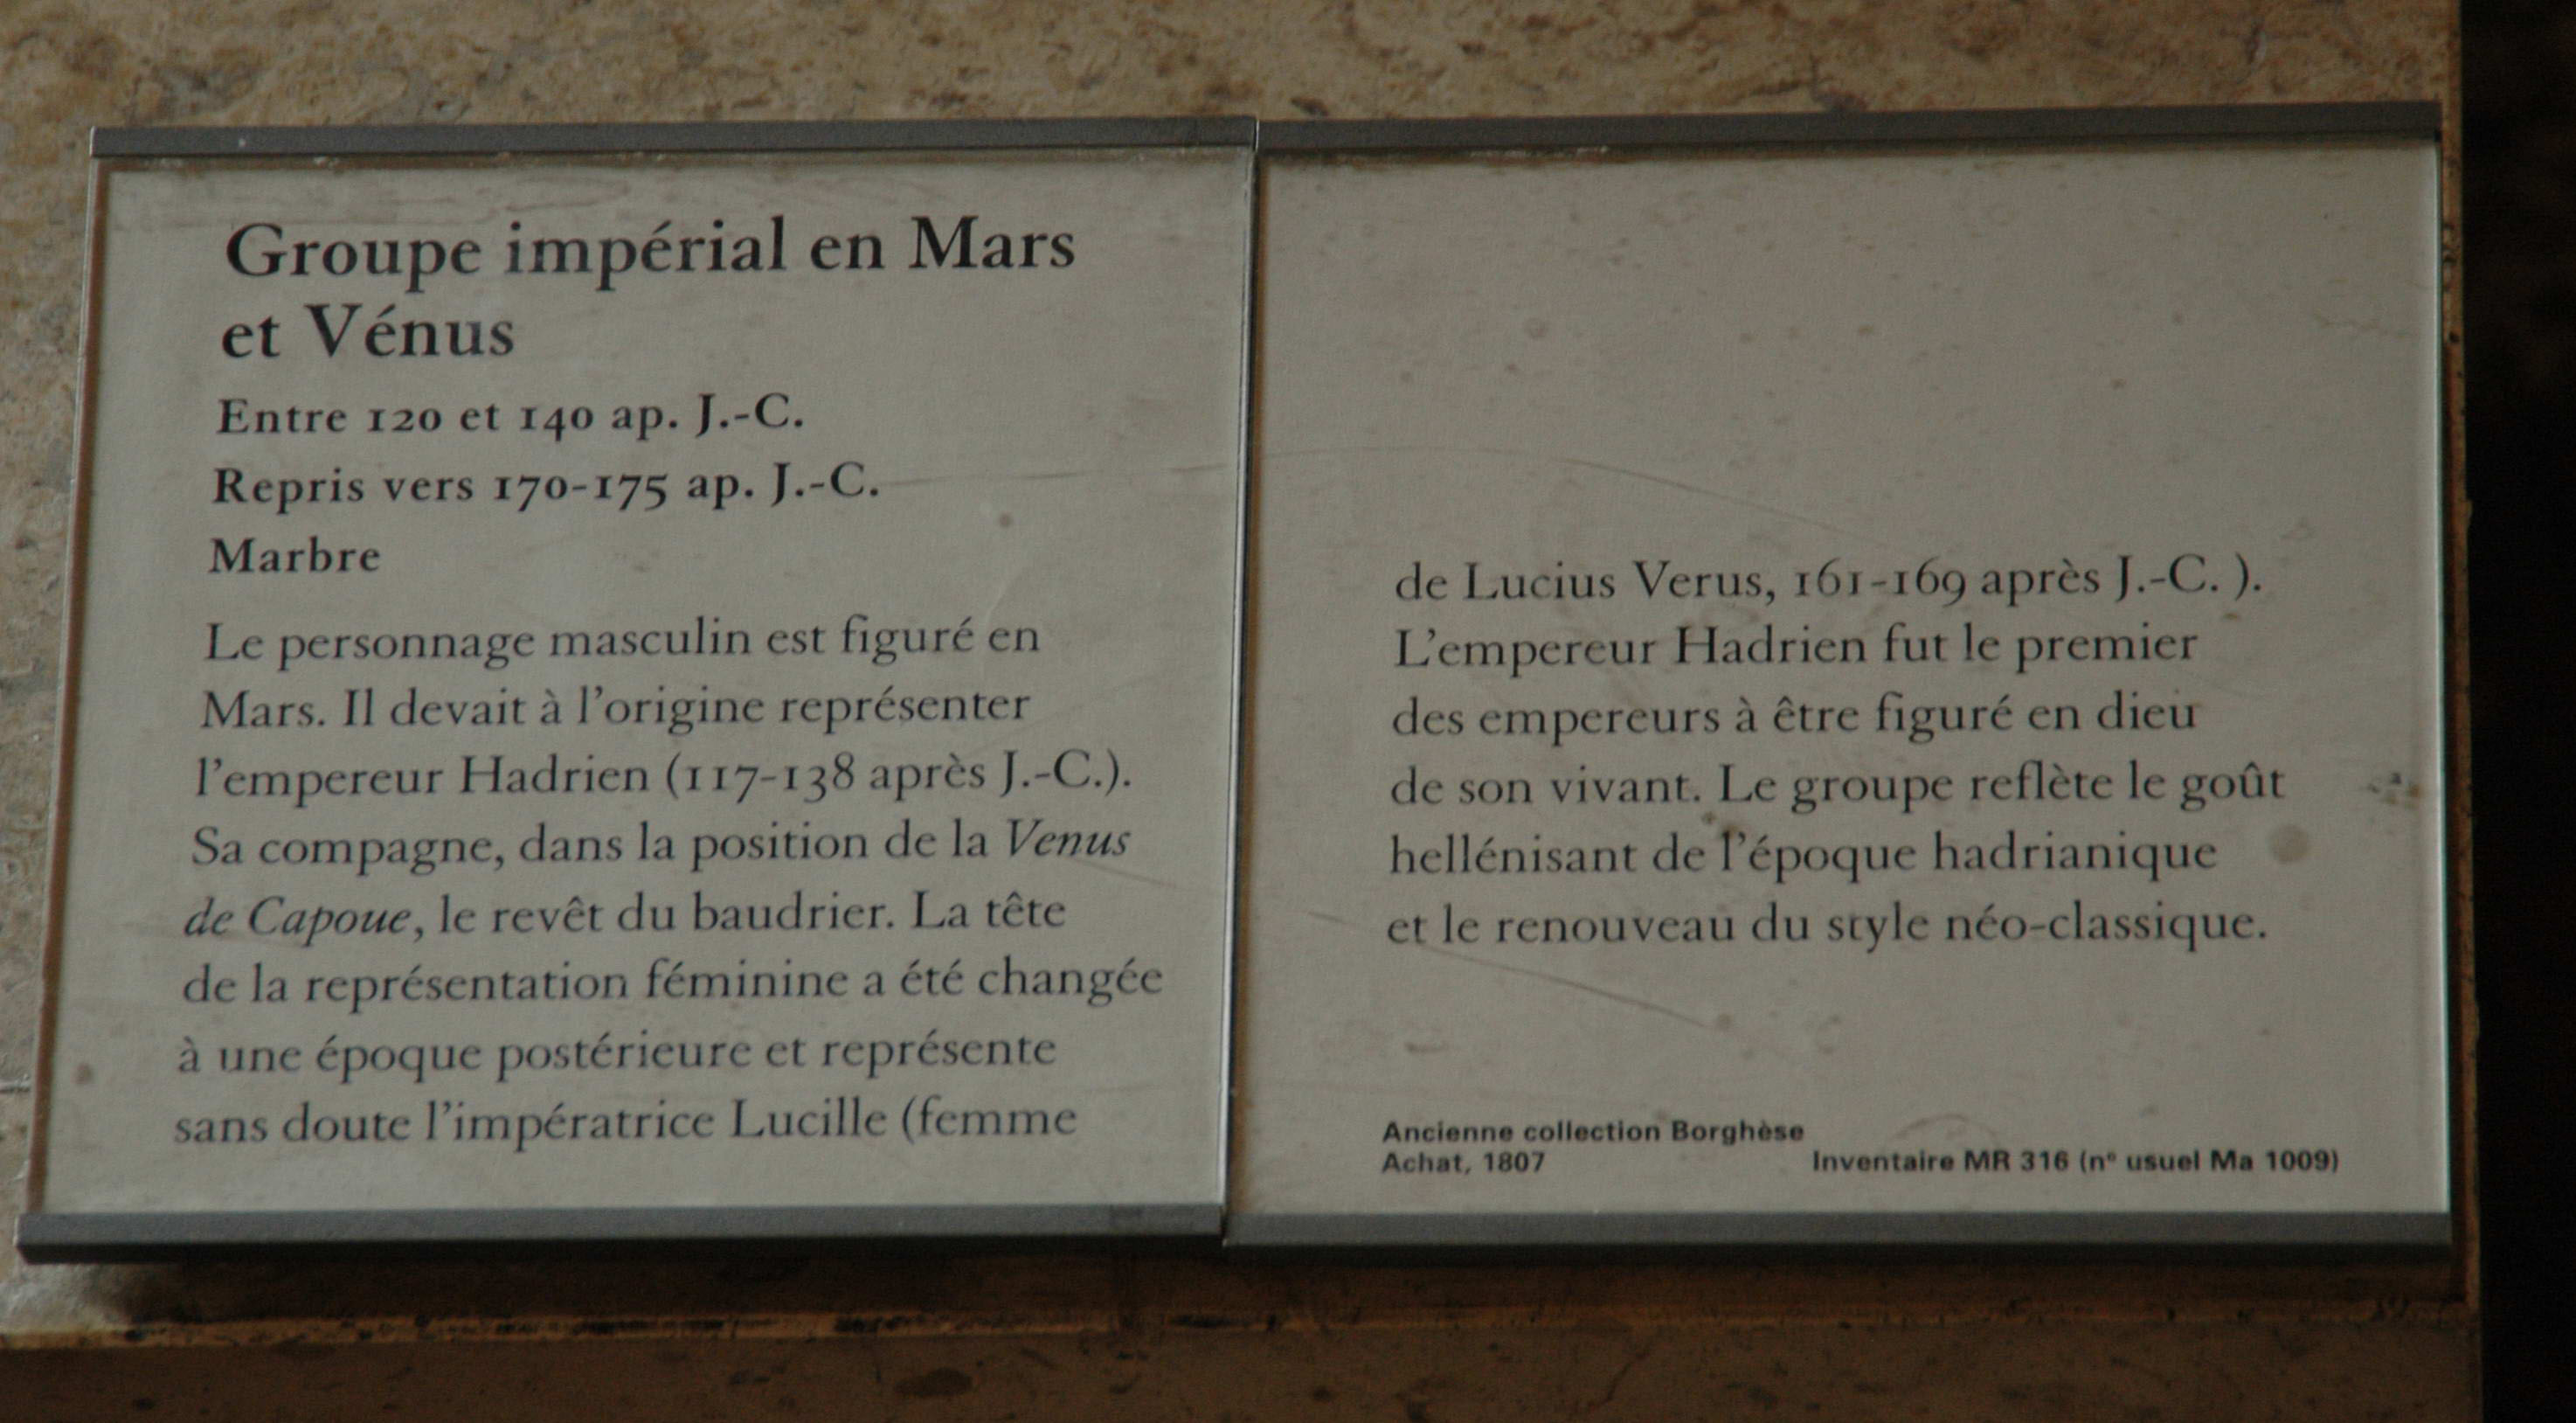 Groupe impérial en Mars
et Vénus
Entre 120 et 140 ap. J.-C.
Repris vers 170-175 ap. J.-C.
Marbre
Le personnage masculin est figuré en
Mars. Il devait à l'origine représenter
l'empereur Hadrien (117-138 après J.-C.).
Sa compagne, dans la position de la Venus
de Capoue, le revêt du baudrier. La tête
de la représentation féminine a été changée
à une époque postérieure et représente
sans doute l'impératrice Lucille (femme
de Lucius Verus, 161-169 après J.-C. ).
L'empereur Hadrien fut le premier
des empereurs à être figuré en dieu
de son vivant. Le groupe reflète le goût
hellénisant de l'époque hadrianique
et le renouveau du style néo-classique.
Ancienne collection Borghèse
Achat, 1807 Inventaire MR 316 (n° usuel Ma 1009)